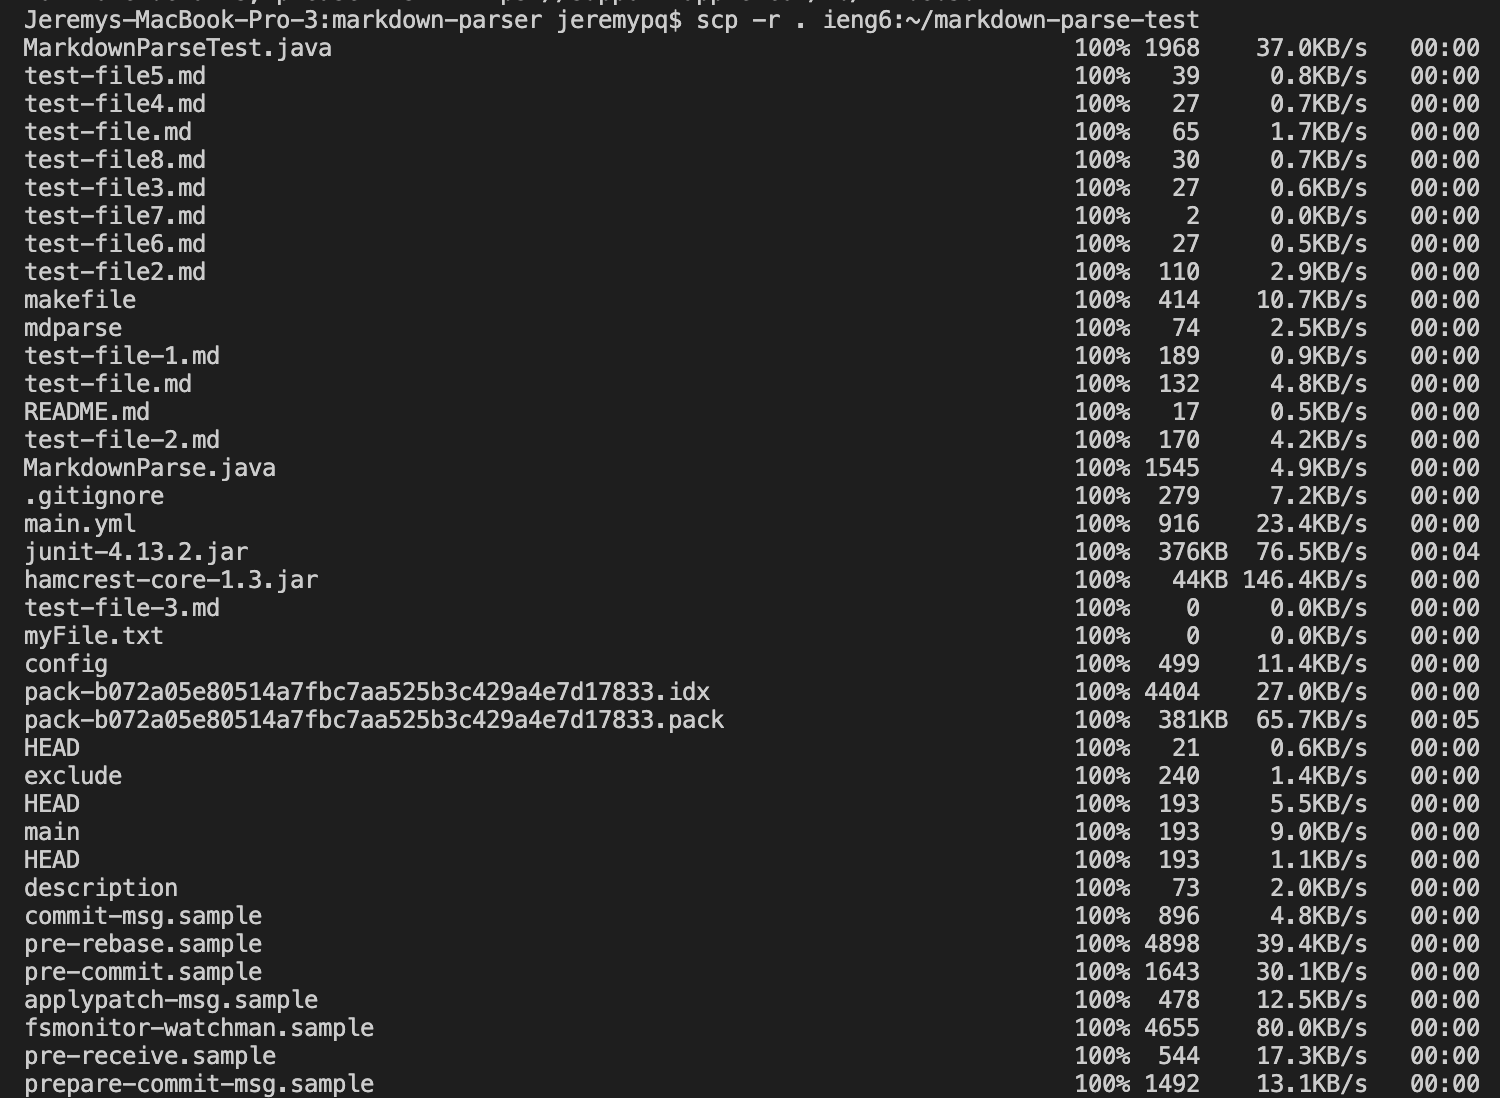 Jeremys-MacBook-Pro-3:markdown-parser jeremypq$ scp -r . ieng6:~/markdown-parse-test
MarkdownParseTest.java 100% 1968 37.0KB/s 00:00
test-file5.md 100% 39 0.8KB/s 00:00
test-file4.md 100% 27 0.7KB/s 00:00
test-file.md 100% 65 1.7KB/s 00:00
test-file8.md 100% 30 0.7KB/s 00:00
test-file3.md 100% 27 0.6KB/s 00:00
test-file7.md 100% 2 0.0KB/s 00:00
test-file6.md 100% 27 0.5KB/s 00:00
test-file2.md 100% 110 2.9KB/s 00:00
makefile 100% 414 10.7KB/s 00:00
mdparse 100% 74 2.5KB/s 00:00
test-file-1.md 100% 189 0.9KB/s 00:00
test-file.md 100% 132 4.8KB/s 00:00
README.md 100% 17 0.5KB/s 00:00
test-file-2.md 100% 170 4.2KB/s 00:00
MarkdownParse.java 100% 1545 4.9KB/s 00:00
.gitignore 100% 279 7.2KB/s 00:00
main.yml 100% 916 23.4KB/s 00:00
junit-4.13.2.jar 100% 376KB 76.5KB/s 00:04
hamcrest-core-1.3.jar 100% 44KB 146.4KB/s 00:00
test-file-3.md 100% 0 0.0KB/s 00:00
myFile.txt 100% 0 0.0KB/s 00:00
config 100% 499 11.4KB/s 00:00
pack-b072a05e80514a7fbc7aa525b3c429a4e7d17833.idx 100% 4404 27.0KB/s 00:00
pack-b072a05e80514a7fbc7aa525b3c429a4e7d17833.pack 100% 381KB 65.7KB/s 00:05
HEAD 100% 21 0.6KB/s 00:00
exclude 100% 240 1.4KB/s 00:00
HEAD 100% 193 5.5KB/s 00:00
main 100% 193 9.0KB/s 00:00
HEAD 100% 193 1.1KB/s 00:00
description 100% 73 2.0KB/s 00:00
commit-msg.sample 100% 896 4.8KB/s 00:00
pre-rebase.sample 100% 4898 39.4KB/s 00:00
pre-commit.sample 100% 1643 30.1KB/s 00:00
applypatch-msg.sample 100% 478 12.5KB/s 00:00
fsmonitor-watchman.sample 100% 4655 80.0KB/s 00:00
pre-receive.sample 100% 544 17.3KB/s 00:00
prepare-commit-msg.sample 100% 1492 13.1KB/s 00:00